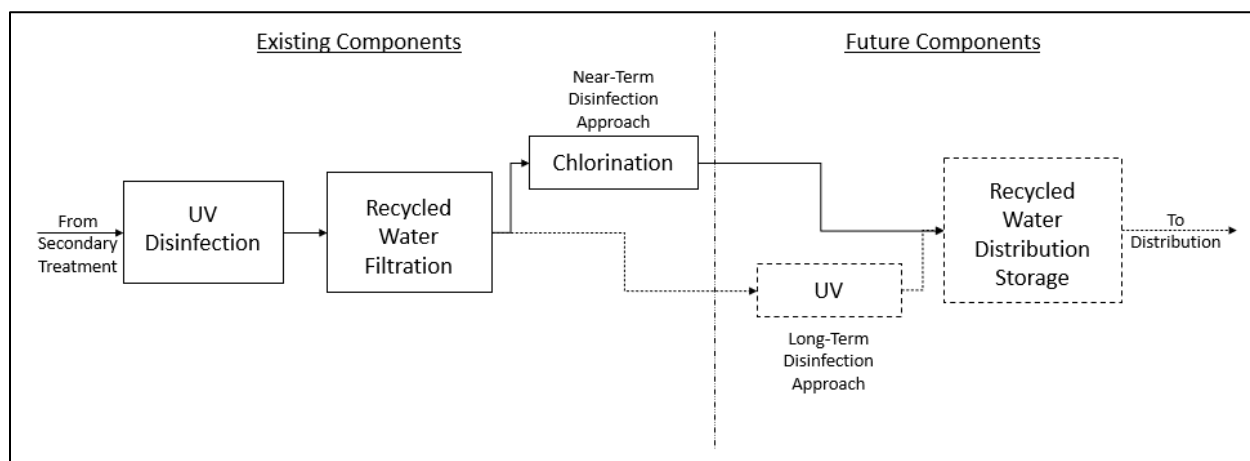 Existing Components
Future Components
Near-Term
Disinfection
Approach
Chlorination
From
Secondary
Treatment
UV
Disinfection
Recycled
Water
Filtration
UV
Long-Term
Disinfection
Approach
Recycled
Water
Distribution
Storage
To
Distribution